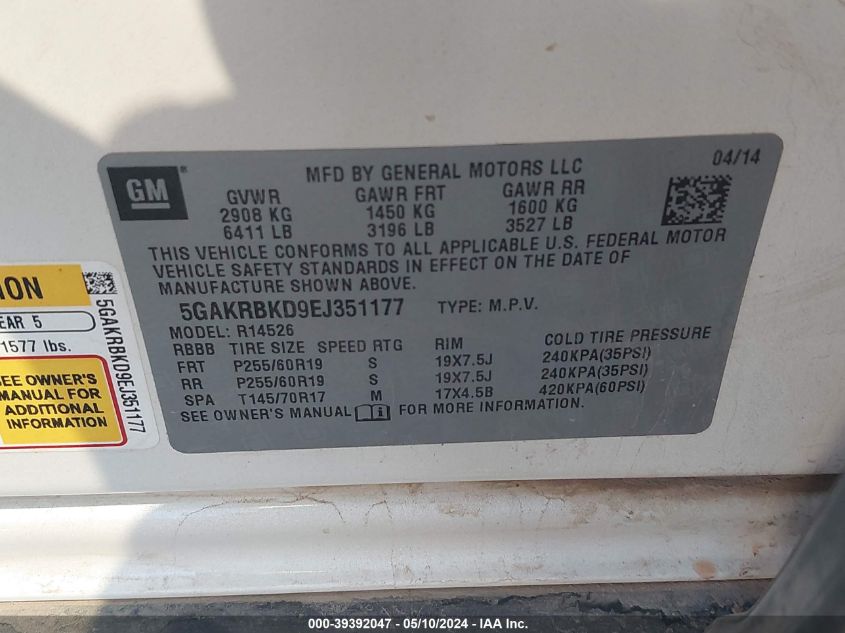 GM
MFD BY GENERAL MOTORS LLC
04/14
GVWR GAWR FRT GAWR RR
2908 KG 1450 KG 1600 KG
6411 LB 3196 LB 3527 LB
THIS VEHICLE CONFORMS TO ALL APPLICABLE U.S. FEDERAL MOTOR
VEHICLE SAFETY STANDARDS IN EFFECT ON THE DATE OF
MANUFACTURE SHOWN ABOVE.
5GAKRBKD9EJ351177 TYPE: M.P.V.
MODEL: R14526
RBBB TIRE SIZE SPEED RTG RIM COLD TIRE PRESSURE
FRT P255/60R19 S 19X7.5J 240KPA(35PSI)
RR P255/60R19 S 19X7.5J 240KPA(35PSI)
SPA T145/70R17 M 17X4.5B 420KPA(60PSI)
SEE OWNER'S MANUAL FOR MORE INFORMATION.
ION
EAR 5
1577 lbs.
SEE OWNER'S
MANUAL FOR
ADDITIONAL
INFORMATION
5GAKRBKD9EJ351177
000-39392047 — 05/10/2024 — IAA Inc.